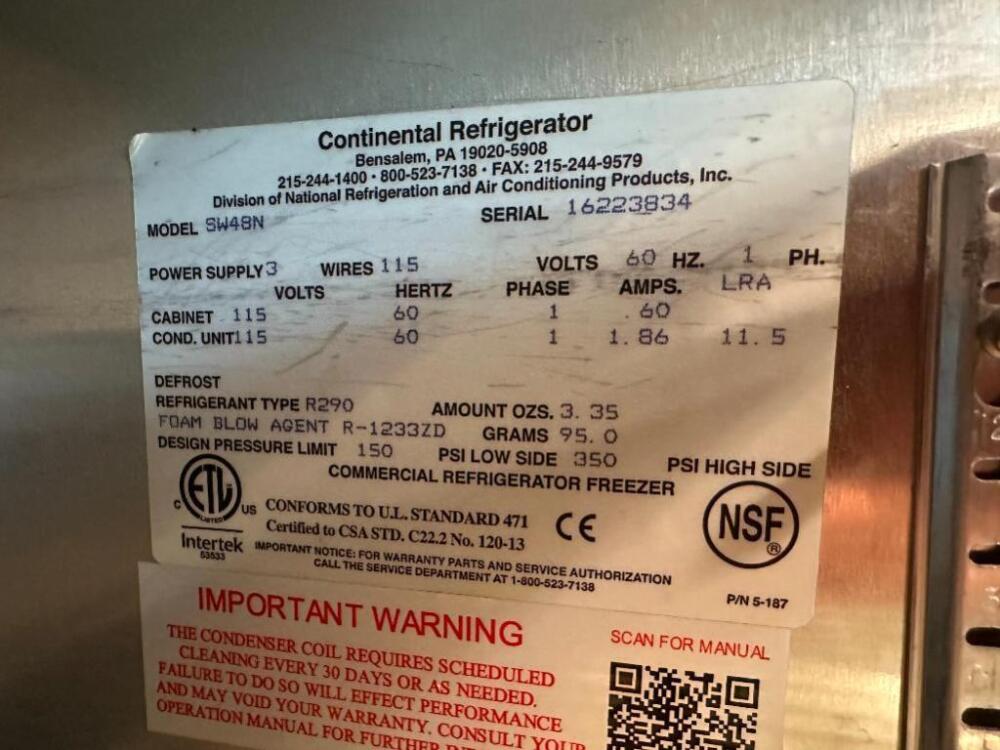 Continental Refrigerator
Bensalem, PA 19020-5908
215-244-1400 · 800-523-7138 · FAX: 215-244-9579
Division of National Refrigeration and Air Conditioning Products, Inc.
MODEL SW48N SERIAL 16223834
POWER SUPPLY 3 WIRES 115 VOLTS 60 HZ. 1 PH.
VOLTS HERTZ PHASE AMPS. LRA
CABINET 115 60 1 .60
COND. UNIT 115 60 1 1.86 11.5
DEFROST
REFRIGERANT TYPE R290 AMOUNT OZS. 3.35
FOAM BLOW AGENT R-1233ZD GRAMS 95.0
DESIGN PRESSURE LIMIT 150 PSI LOW SIDE 350 PSI HIGH SIDE
COMMERCIAL REFRIGERATOR FREEZER
C ETL US LISTED
Intertek
53533
CONFORMS TO U.L. STANDARD 471
Certified to CSA STD. C22.2 No. 120-13
CE
NSF®
IMPORTANT NOTICE: FOR WARRANTY PARTS AND SERVICE AUTHORIZATION
CALL THE SERVICE DEPARTMENT AT 1-800-523-7138
P/N 5-187
IMPORTANT WARNING
THE CONDENSER COIL REQUIRES SCHEDULED
CLEANING EVERY 30 DAYS OR AS NEEDED.
FAILURE TO DO SO WILL EFFECT PERFORMANCE
AND MAY VOID YOUR WARRANTY. CONSULT YOUR
OPERATION MANUAL FOR FURTHER
SCAN FOR MANUAL